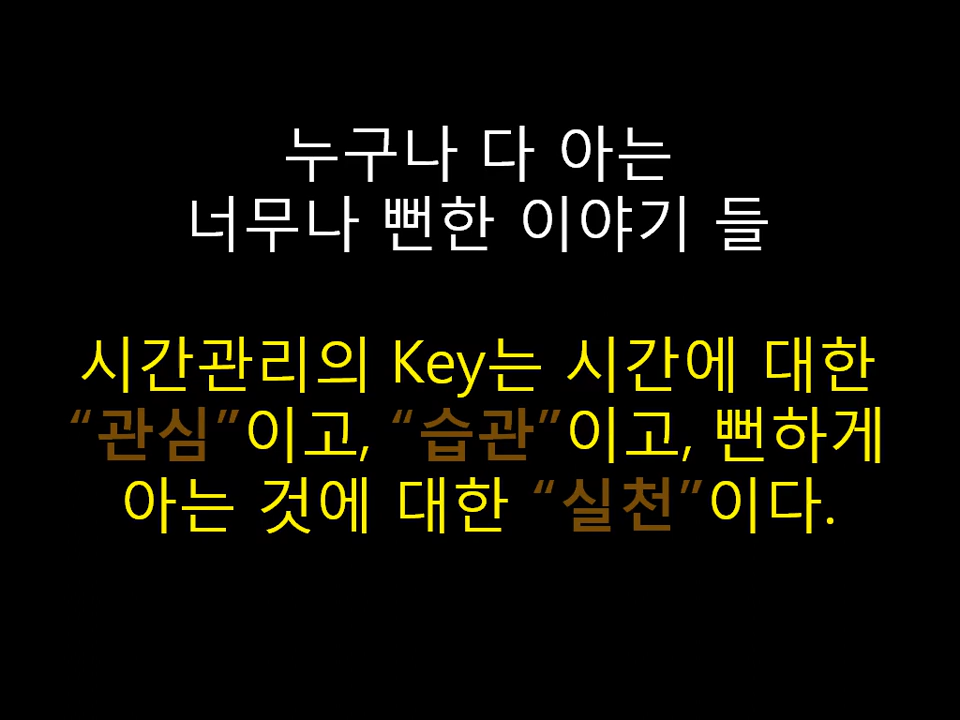 누구나 다 아는
너무나 뻔한 이야기 들
시간관리의 Key는 시간에 대한
“관심”이고, “습관”이고, 뻔하게
아는 것에 대한 “실천”이다.